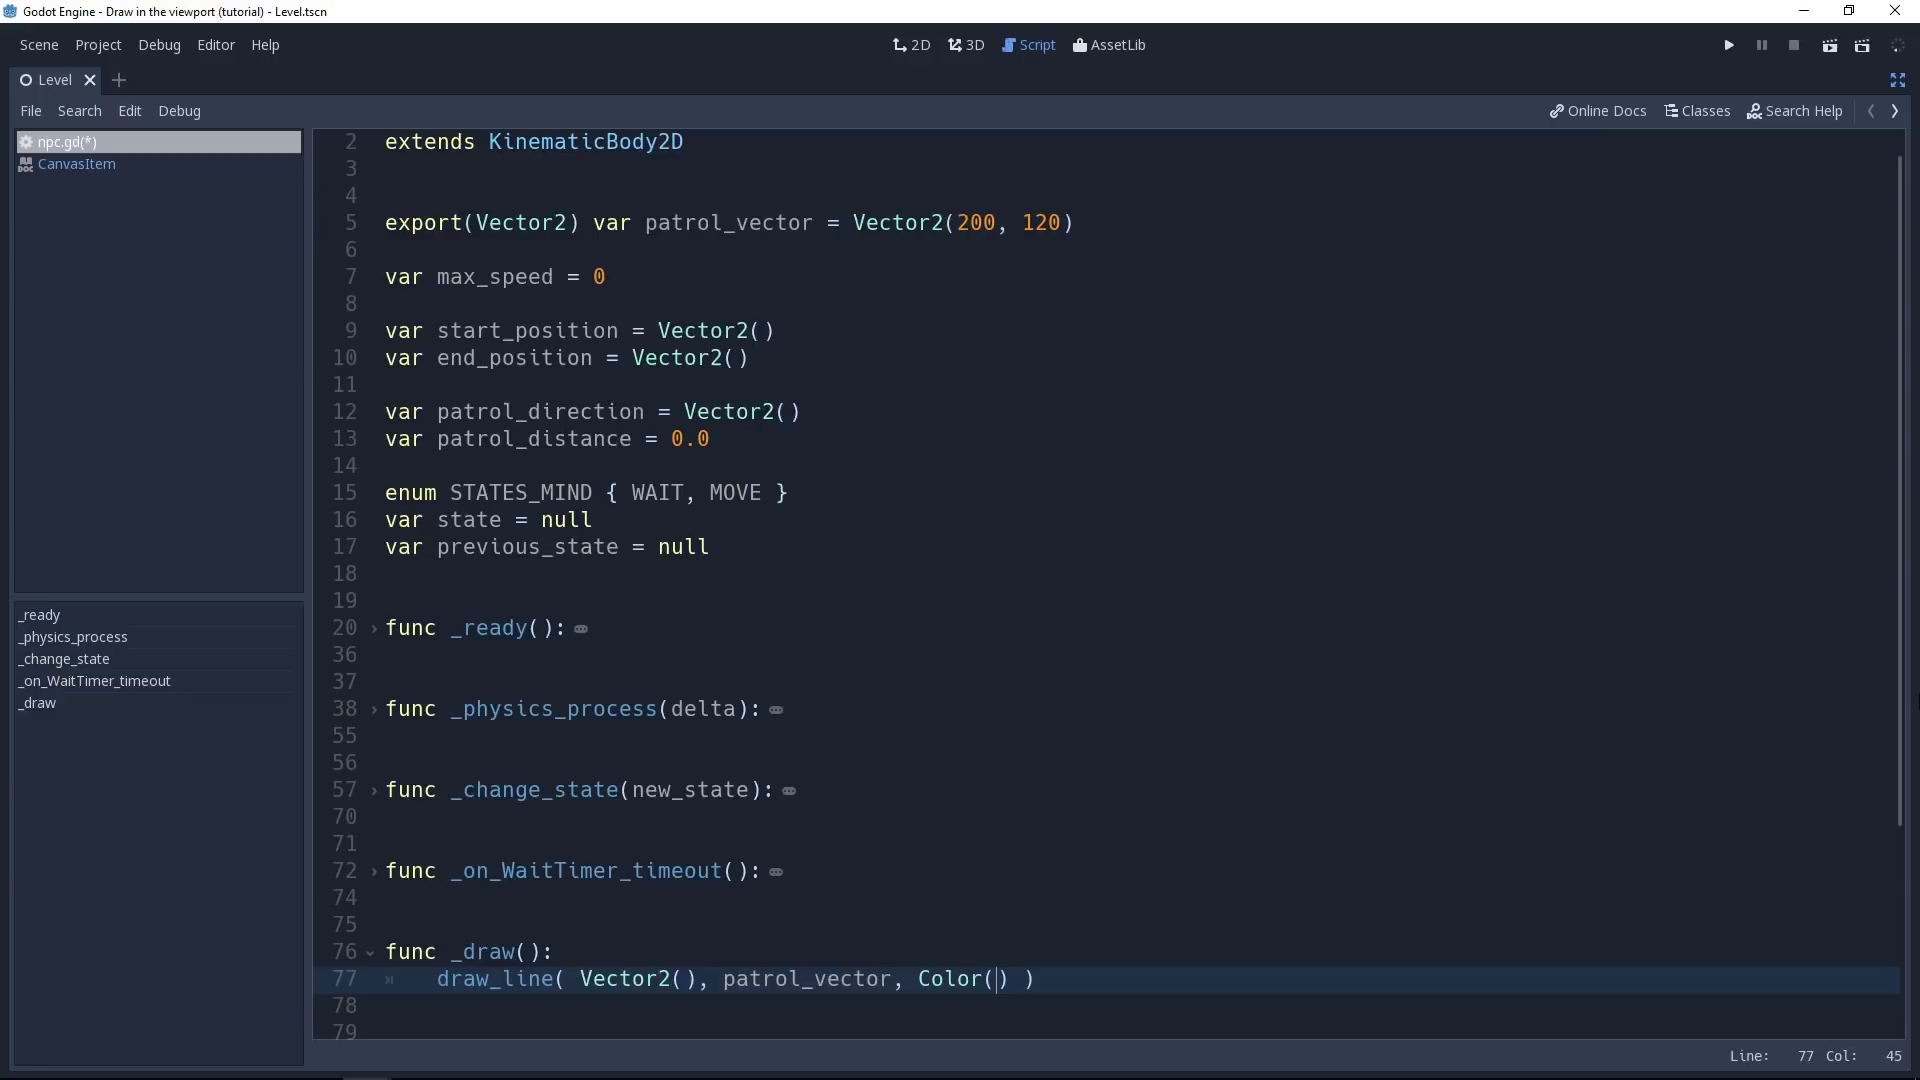 Godot Engine - Draw in the viewport (tutorial) - Level.tscn
Scene Project Debug Editor Help 2D 3D Script AssetLib
Level
File Search Edit Debug Online Docs Classes Search Help
npc.gd(*)
DOC CanvasItem
_ready
_physics_process
_change_state
_on_WaitTimer_timeout
_draw
2 extends KinematicBody2D
3
4
5 export(Vector2) var patrol_vector = Vector2(200, 120)
6
7 var max_speed = 0
8
9 var start_position = Vector2()
10 var end_position = Vector2()
11
12 var patrol_direction = Vector2()
13 var patrol_distance = 0.0
14
15 enum STATES_MIND { WAIT, MOVE }
16 var state = null
17 var previous_state = null
18
19
20 func _ready():
36
37
38 func _physics_process(delta):
55
56
57 func _change_state(new_state):
70
71
72 func _on_WaitTimer_timeout():
74
75
76 func _draw():
77 draw_line( Vector2(), patrol_vector, Color() )
78
79
Line: 77 Col: 45